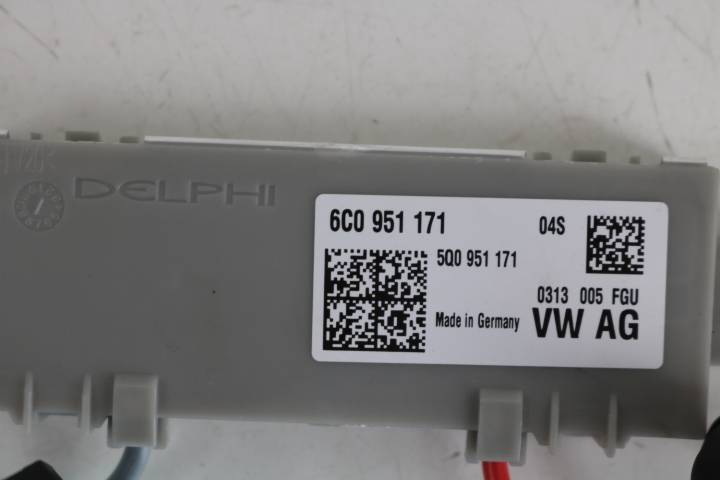 DELPHI
6C0 951 171
04S
5Q0 951 171
0313 005 FGU
Made in Germany
VW AG